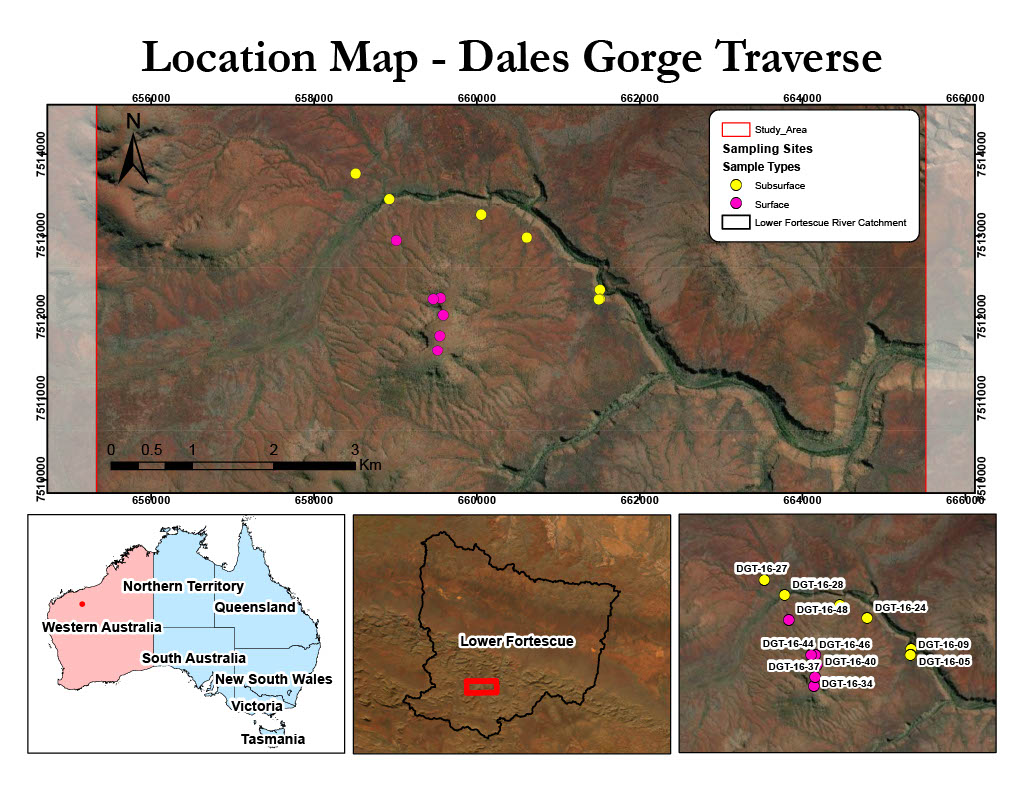 Location Map - Dales Gorge Traverse
656000 658000 660000 662000 664000 666000
N
7514000
7513000
7512000
7511000
7510000
Study_Area
Sampling Sites
Sample Types
Subsurface
Surface
Lower Fortescue River Catchment
7514000
7513000
7512000
7511000
7510000
0 0.5 1 2 3
Km
656000 658000 660000 662000 664000 666000
Northern Territory
Queensland
Western Australia
South Australia
New South Wales
Victoria
Tasmania
Lower Fortescue
DGT-16-27
DGT-16-28
DGT-16-48
DGT-16-24
DGT-16-44
DGT-16-46
DGT-16-09
DGT-16-37
DGT-16-40
DGT-16-05
DGT-16-34